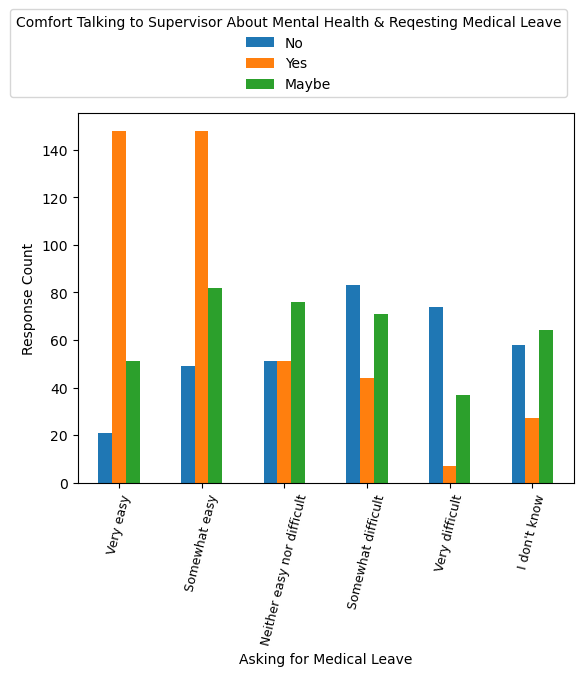 Comfort Talking to Supervisor About Mental Health & Reqesting Medical Leave
No
Yes
Maybe
140
120
100
80
60
40
20
0
Response Count
Very easy
Somewhat easy
Neither easy nor difficult
Somewhat difficult
Very difficult
I don't know
Asking for Medical Leave